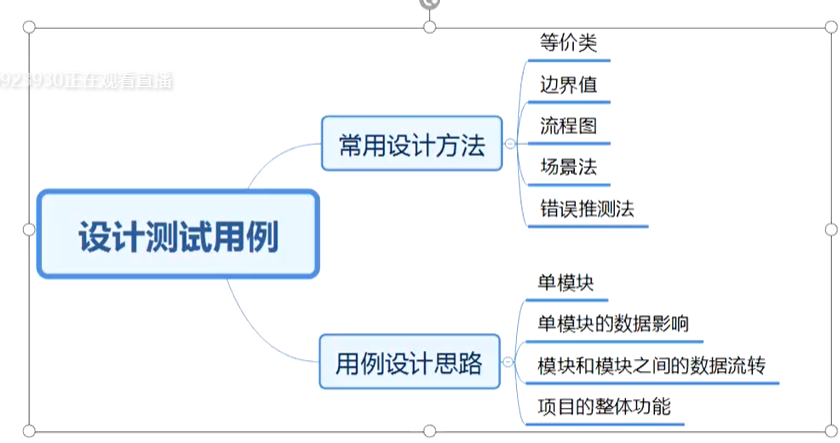 等价类
923930正在观看直播
边界值
流程图
常用设计方法
场景法
错误推测法
设计测试用例
单模块
单模块的数据影响
用例设计思路
模块和模块之间的数据流转
项目的整体功能